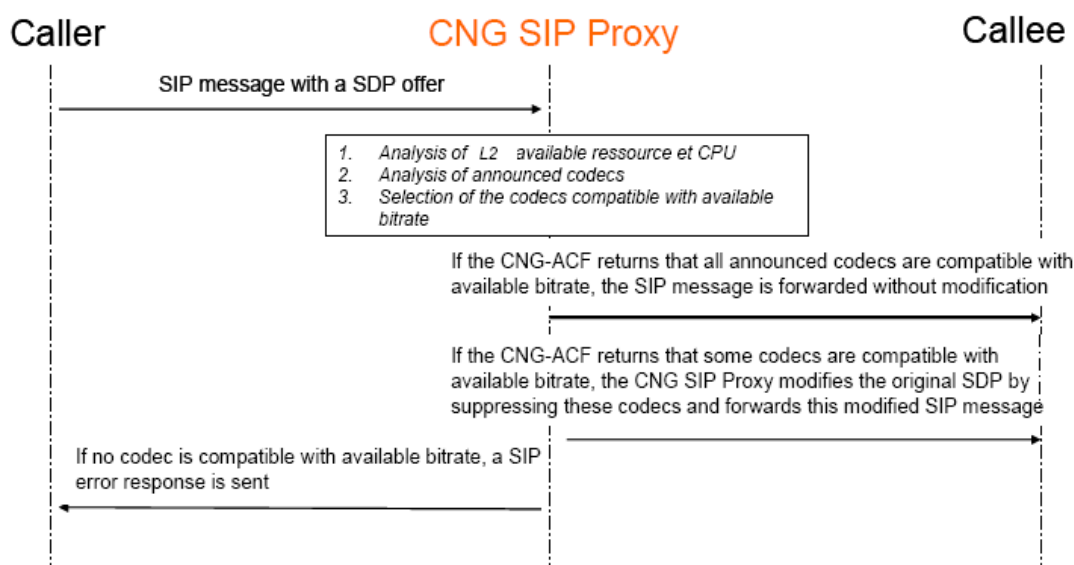 Caller
CNG SIP Proxy
Callee
SIP message with a SDP offer
1. Analysis of L2 available ressource et CPU
2. Analysis of announced codecs
3. Selection of the codecs compatible with available
bitrate
If the CNG-ACF returns that all announced codecs are compatible with
available bitrate, the SIP message is forwarded without modification
If the CNG-ACF returns that some codecs are compatible with
available bitrate, the CNG SIP Proxy modifies the original SDP by
suppressing these codecs and forwards this modified SIP message
If no codec is compatible with available bitrate, a SIP
error response is sent